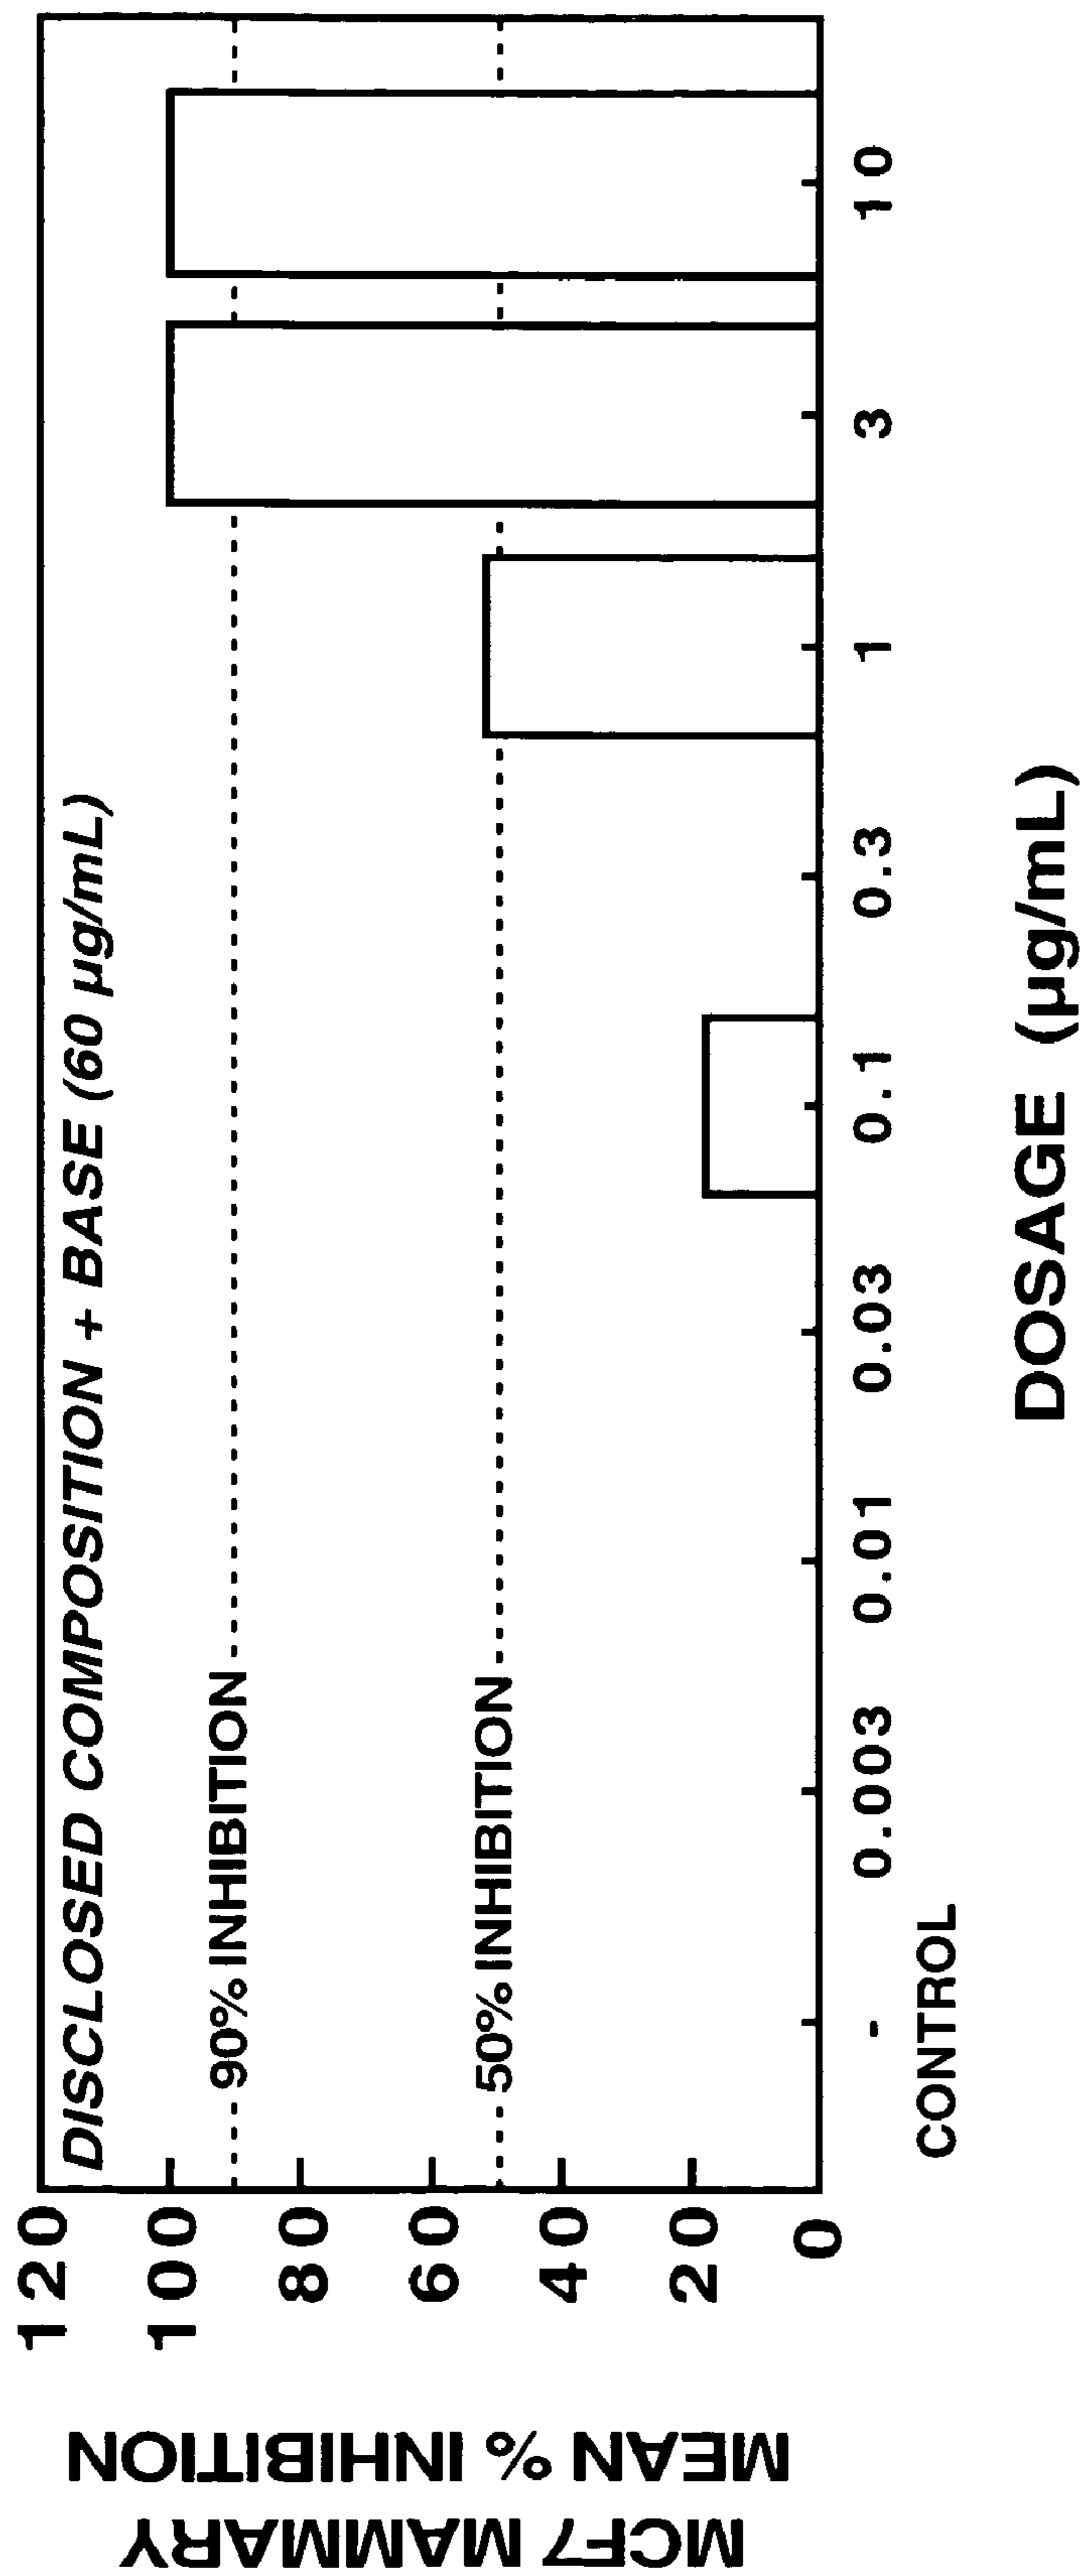 DISCLOSED COMPOSITION + BASE (60 µg/mL)
MCF7 MAMMARY
MEAN % INHIBITION
120
100
80
60
40
20
0
90% INHIBITION
50% INHIBITION
- 0.003 0.01 0.03 0.1 0.3 1 3 10
CONTROL
DOSAGE (µg/mL)